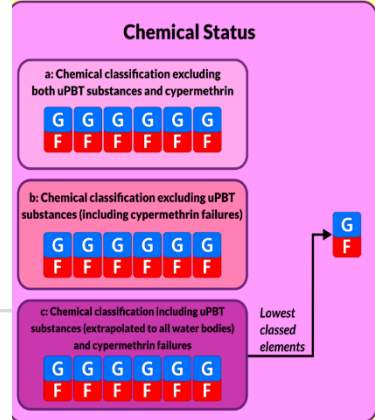 Chemical Status
a: Chemical classification excluding
both uPBT substances and cypermethrin
G G G G G G
F F F F F F
b: Chemical classification excluding uPBT
substances (including cypermethrin failures)
G G G G G G
F F F F F F
G
F
c: Chemical classification including uPBT
substances (extrapolated to all water bodies)
and cypermethrin failures
G G G G G G
F F F F F F
Lowest
classed
elements